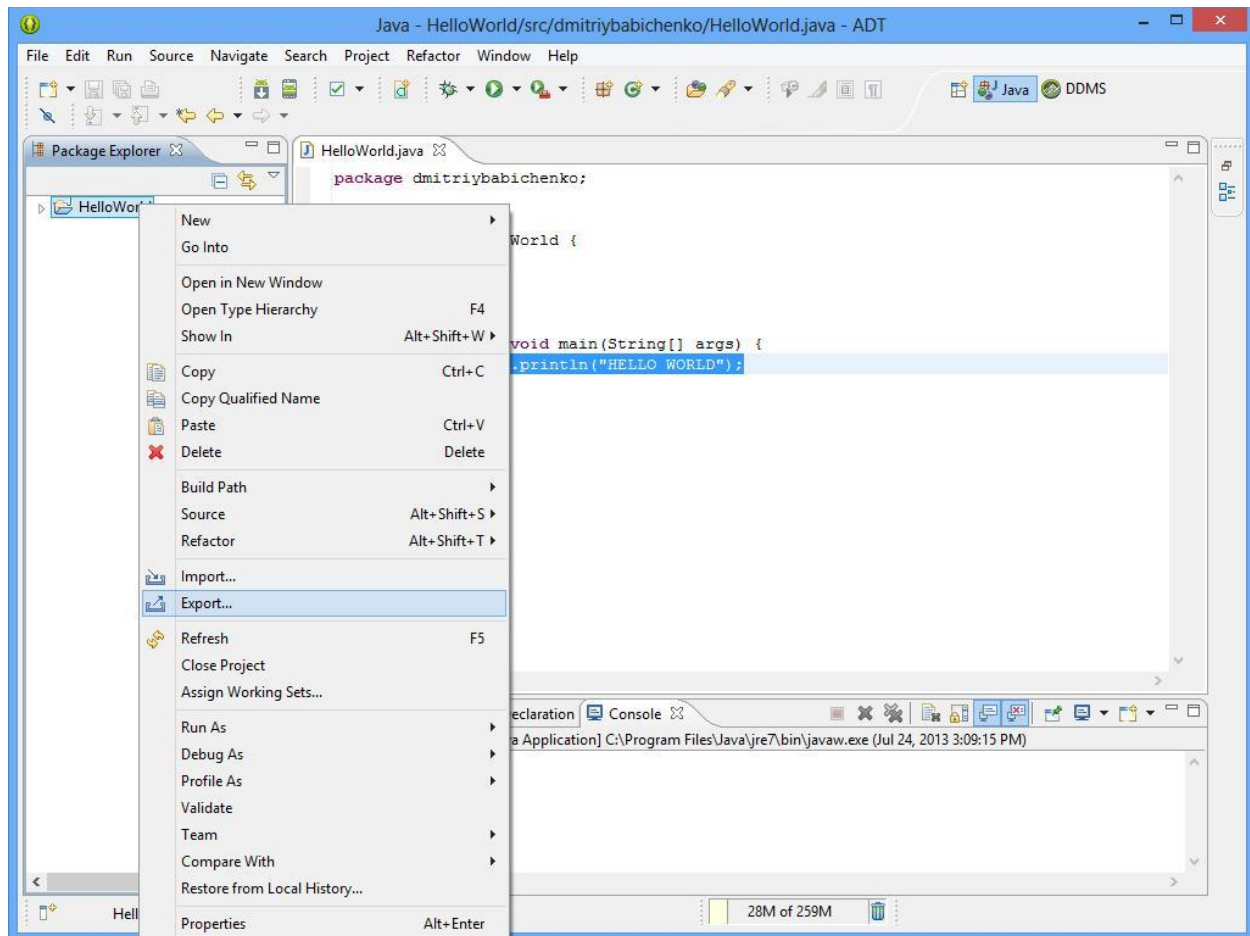 Java - HelloWorld/src/dmitriybabichenko/HelloWorld.java - ADT
File Edit Run Source Navigate Search Project Refactor Window Help
Java DDMS
Package Explorer
HelloWorld.java
HelloWor
package dmitriybabichenko;
World {
void main(String[] args) {
.println("HELLO WORLD");
New
Go Into
Open in New Window
Open Type Hierarchy F4
Show In Alt+Shift+W
Copy Ctrl+C
Copy Qualified Name
Paste Ctrl+V
Delete Delete
Build Path
Source Alt+Shift+S
Refactor Alt+Shift+T
Import...
Export...
Refresh F5
Close Project
Assign Working Sets...
Run As
Debug As
Profile As
Validate
Team
Compare With
Restore from Local History...
Properties Alt+Enter
eclaration Console
a Application] C:\Program Files\Java\jre7\bin\javaw.exe (Jul 24, 2013 3:09:15 PM)
Hell
28M of 259M